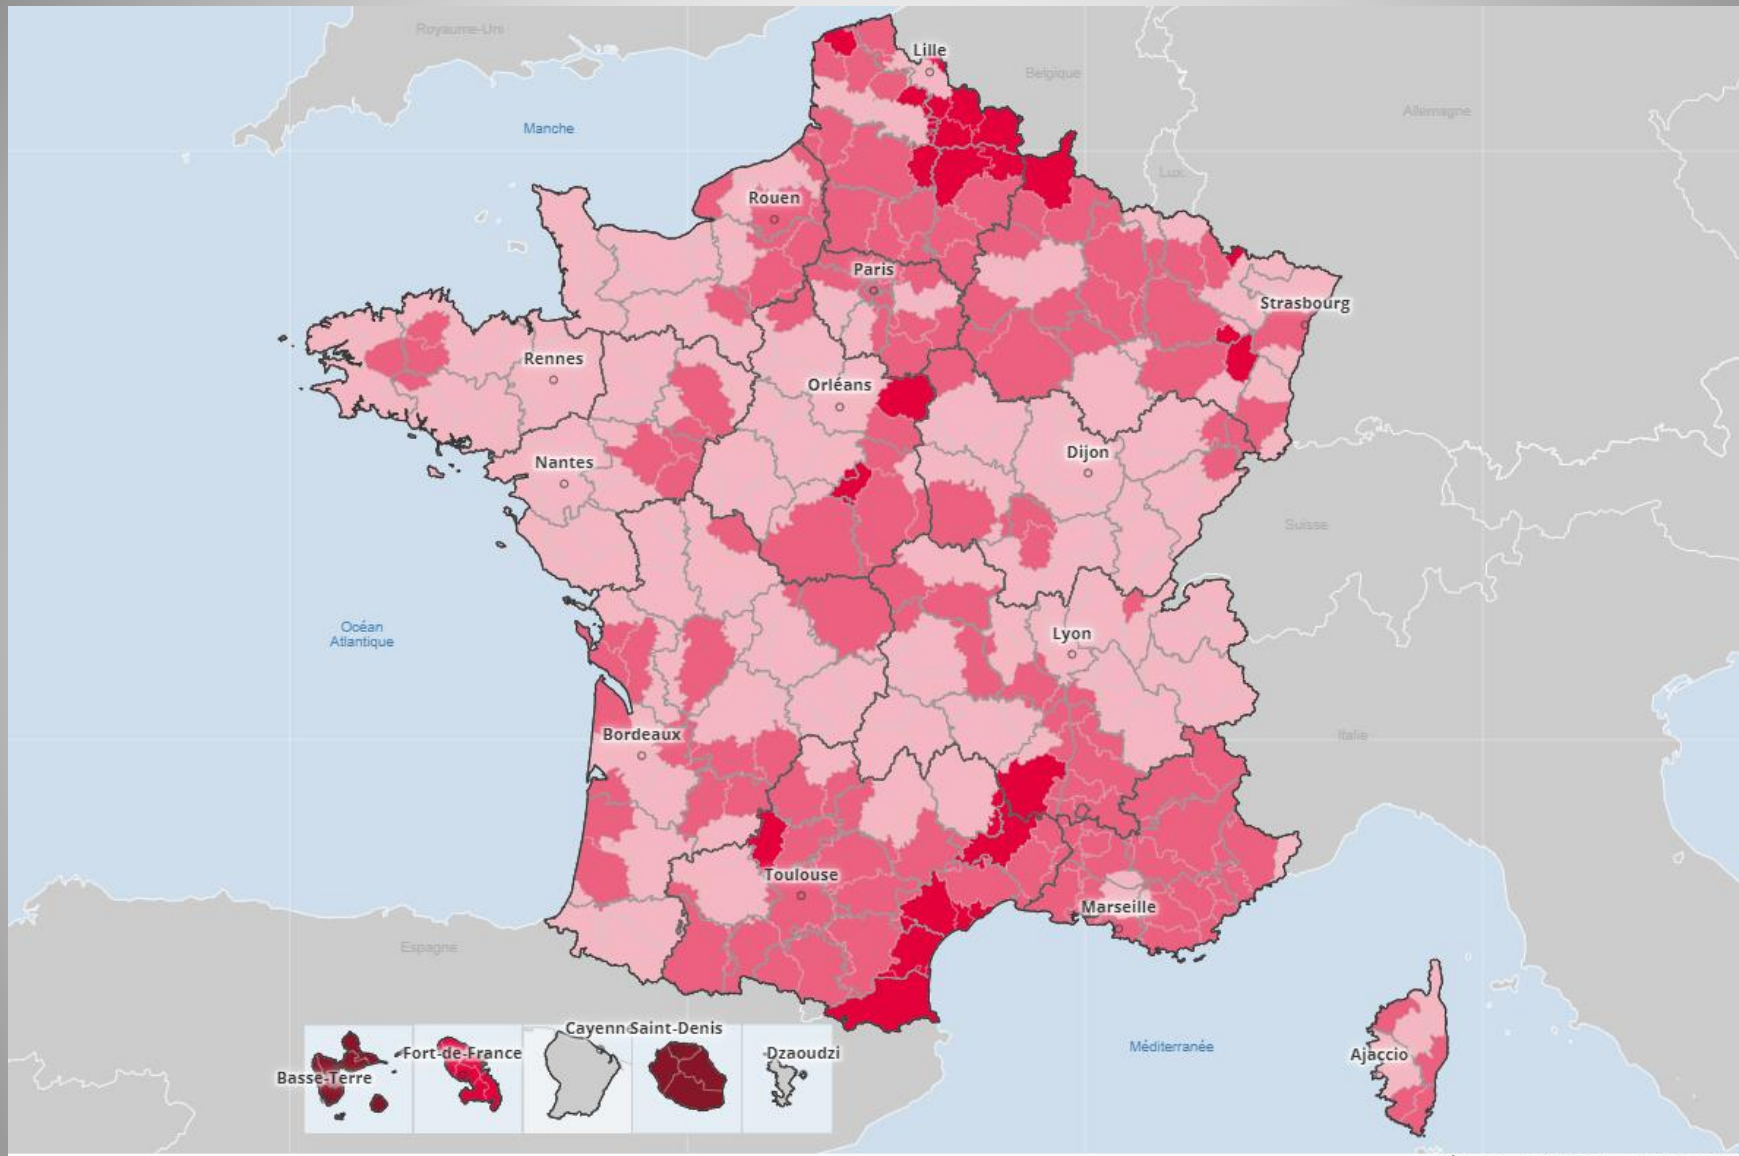 Royaume-Uni
Lille
Belgique
Allemagne
Manche
Lux.
Rouen
Paris
Strasbourg
Rennes
Orléans
Nantes
Dijon
Suisse
Océan
Atlantique
Lyon
Bordeaux
Italie
Toulouse
Marseille
Espagne
Cayenn
Saint-Denis
Méditerranée
Fort-de-France
Dzaoudzi
Ajaccio
Basse-Terre